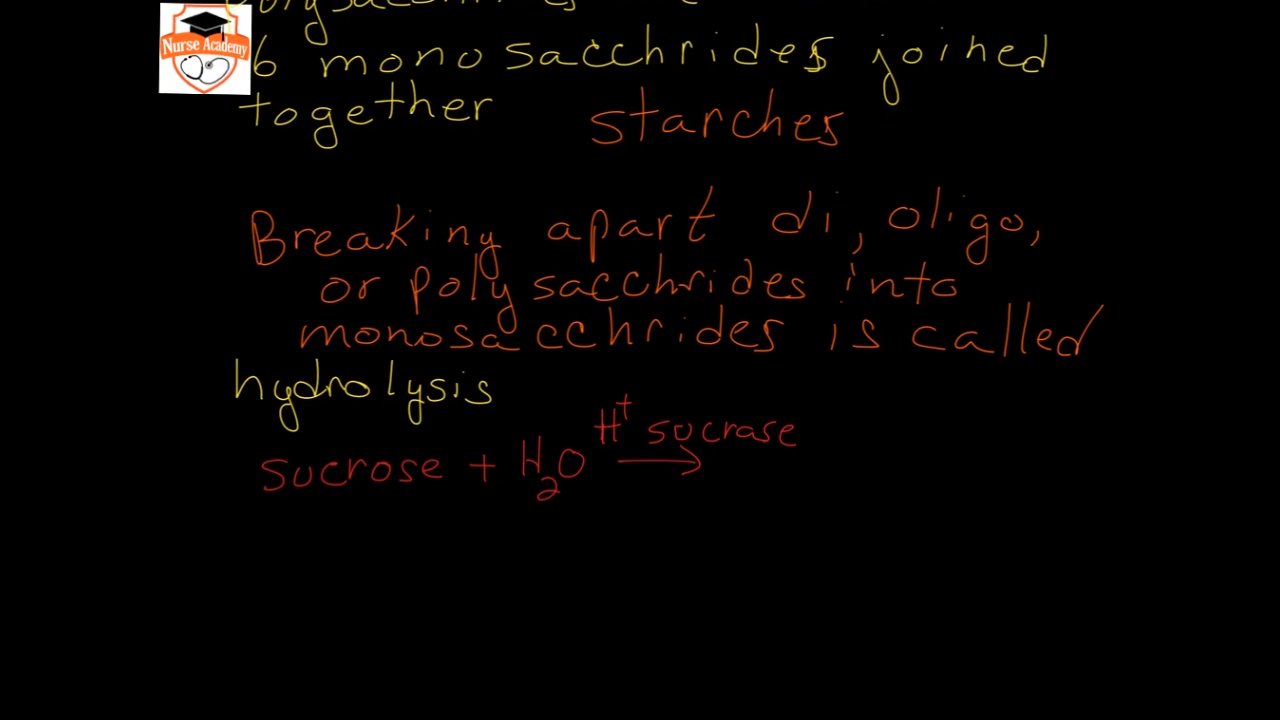 Nurse Academy
6 monosacchrides joined
together starches
Breaking apart di, oligo,
or polysacchrides into
monosacchrides is called
hydrolysis
H⁺ sucrase
sucrose + H₂O →